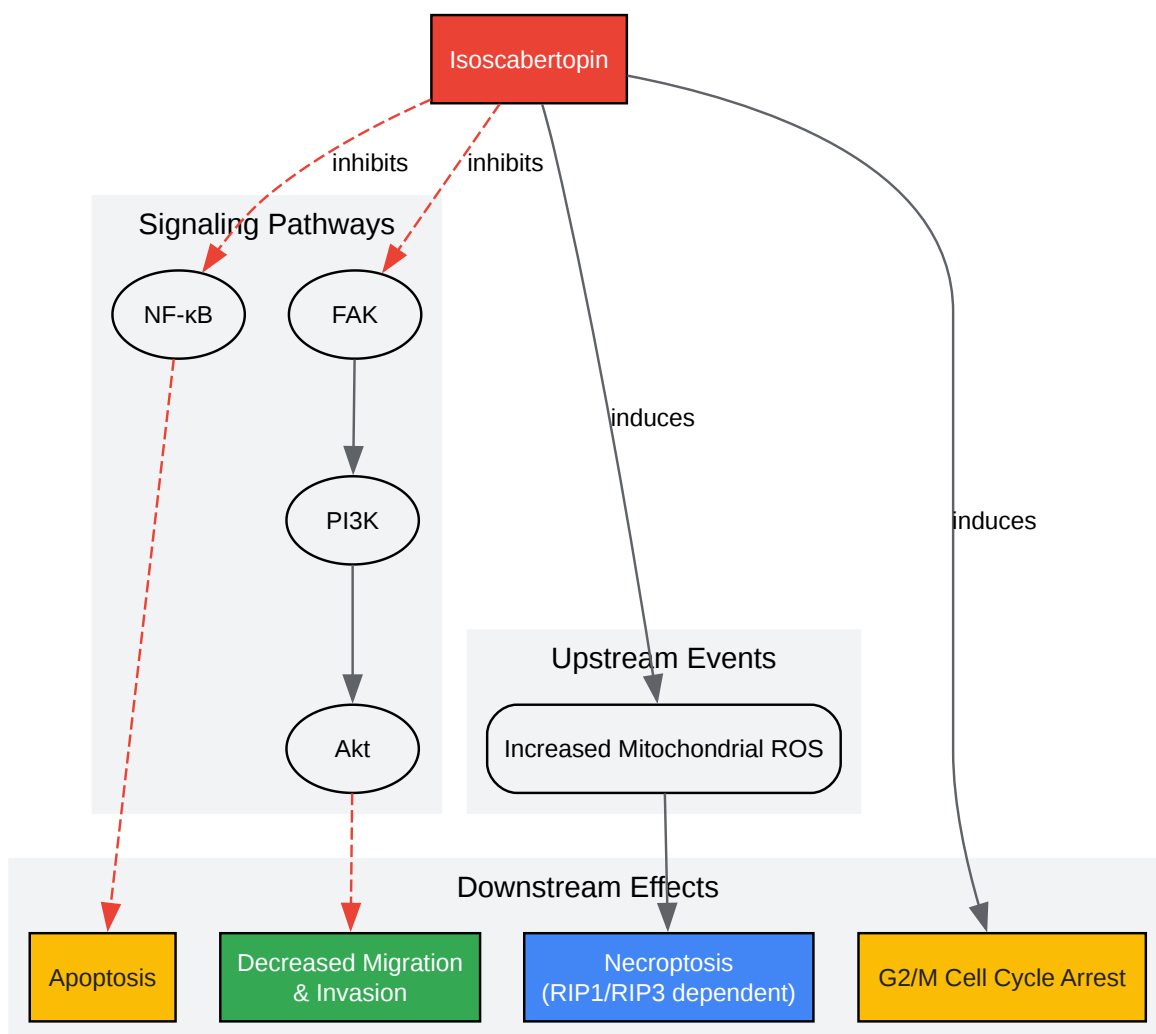 Isoscabertopin
inhibits
inhibits
Signaling Pathways
NF-κB
FAK
induces
PI3K
induces
Upstream Events
Akt
Increased Mitochondrial ROS
Downstream Effects
Apoptosis
Decreased Migration
& Invasion
Necroptosis
(RIP1/RIP3 dependent)
G2/M Cell Cycle Arrest